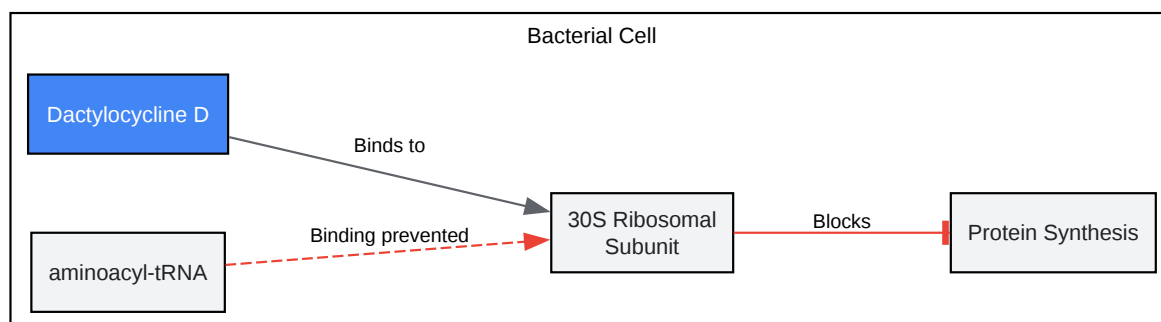 Bacterial Cell
Dactylocycline D
Binds to
aminoacyl-tRNA
Binding prevented
30S Ribosomal
Subunit
Blocks
Protein Synthesis